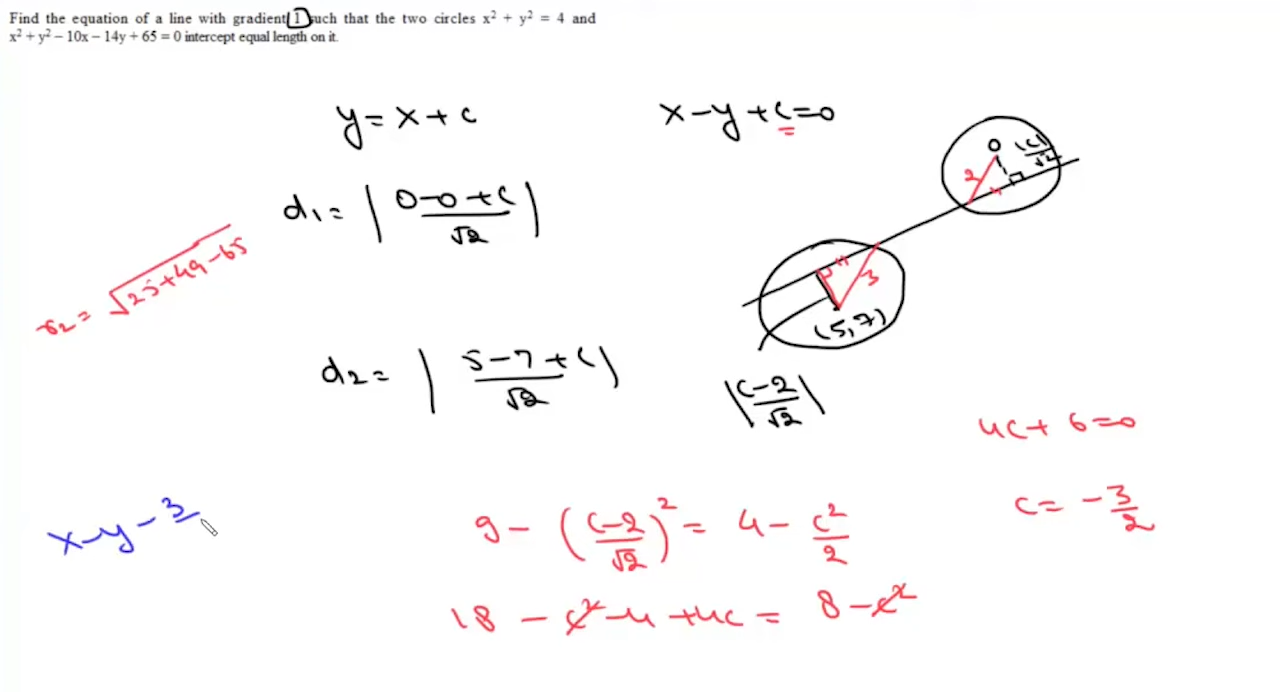 Find the equation of a line with gradient 1 such that the two circles x² + y² = 4 and
x² + y² – 10x – 14y + 65 = 0 intercept equal length on it.
y = x + c
x – y + c = 0
d₁ = | (0 – 0 + c)/√2 |
O
|c|/√2
2
r₂ = √(25 + 49 – 65)
3
(5, 7)
d₂ = | (5 – 7 + c)/√2 |
| (c – 2)/√2 |
4c + 6 = 0
c = – 3/2
x – y – 3
9 – ((c – 2)/√2)² = 4 – c²/2
18 – c² – 4 + 4c = 8 – c²